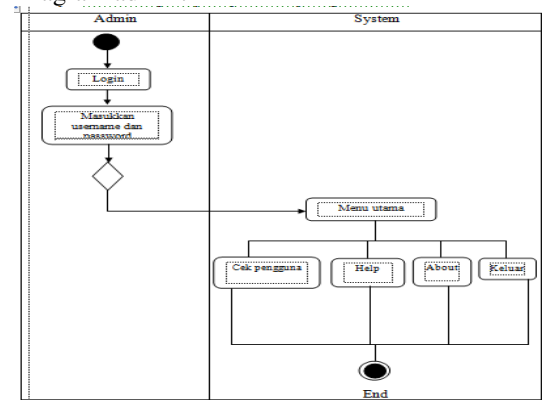 Admin
System
Login
Masukkan
username dan
password
Menu utama
Cek pengguna
Help
About
Keluar
End